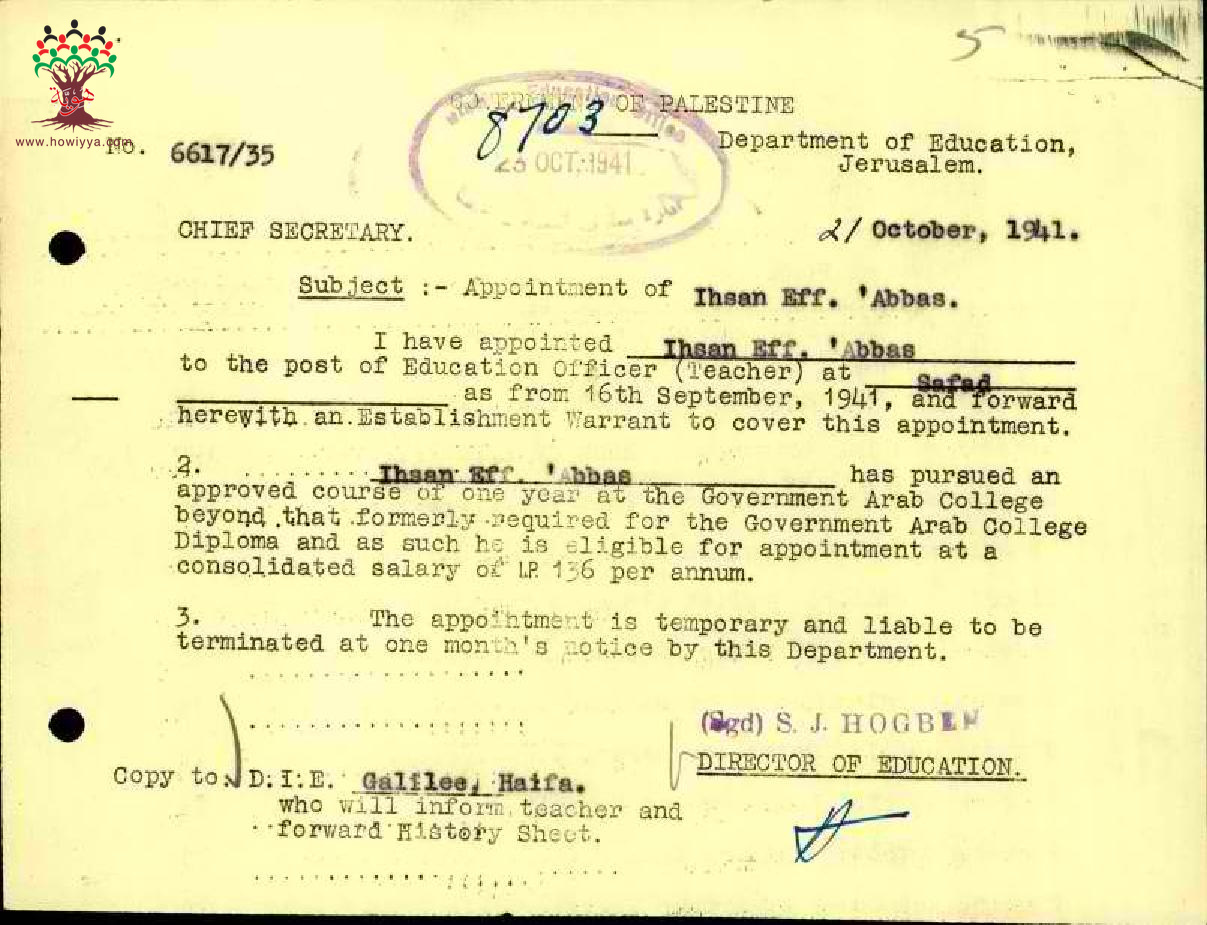 5
GOVERNMENT OF PALESTINE
Education Office
8703
23 OCT. 1941
www.howiyya.com
No. 6617/35
Department of Education,
Jerusalem.
CHIEF SECRETARY.
21 October, 1941.
Subject :- Appointment of Ihsan Eff. 'Abbas.
I have appointed Ihsan Eff. 'Abbas
to the post of Education Officer (Teacher) at Safad
as from 16th September, 1941, and forward
herewith an Establishment Warrant to cover this appointment.
2. Ihsan Eff. 'Abbas has pursued an
approved course of one year at the Government Arab College
beyond that formerly required for the Government Arab College
Diploma and as such he is eligible for appointment at a
consolidated salary of LP. 136 per annum.
3. The appointment is temporary and liable to be
terminated at one month's notice by this Department.
(Sgd) S. J. HOGBEN
DIRECTOR OF EDUCATION.
Copy to: D.I.E. Galilee, Haifa.
who will inform teacher and
forward History Sheet.